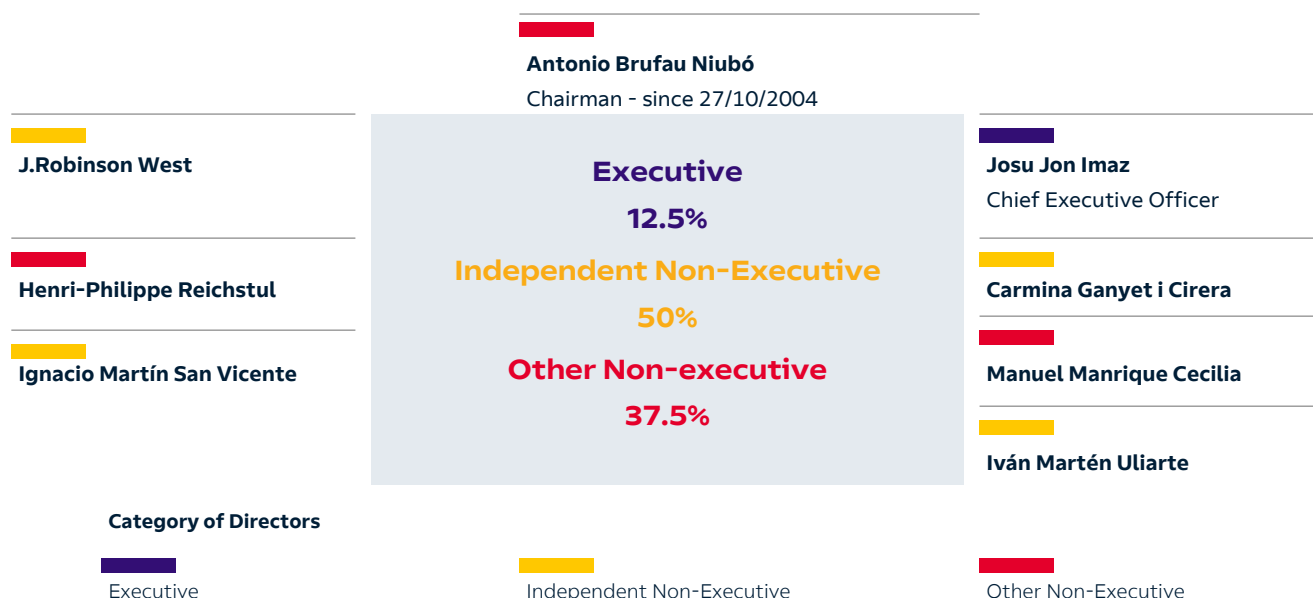 Antonio Brufau Niubó
Chairman - since 27/10/2004
J.Robinson West
Henri-Philippe Reichstul
Ignacio Martín San Vicente
Executive
12.5%
Independent Non-Executive
50%
Other Non-executive
37.5%
Josu Jon Imaz
Chief Executive Officer
Carmina Ganyet i Cirera
Manuel Manrique Cecilia
Iván Martén Uliarte
Category of Directors
Executive
Independent Non-Executive
Other Non-Executive